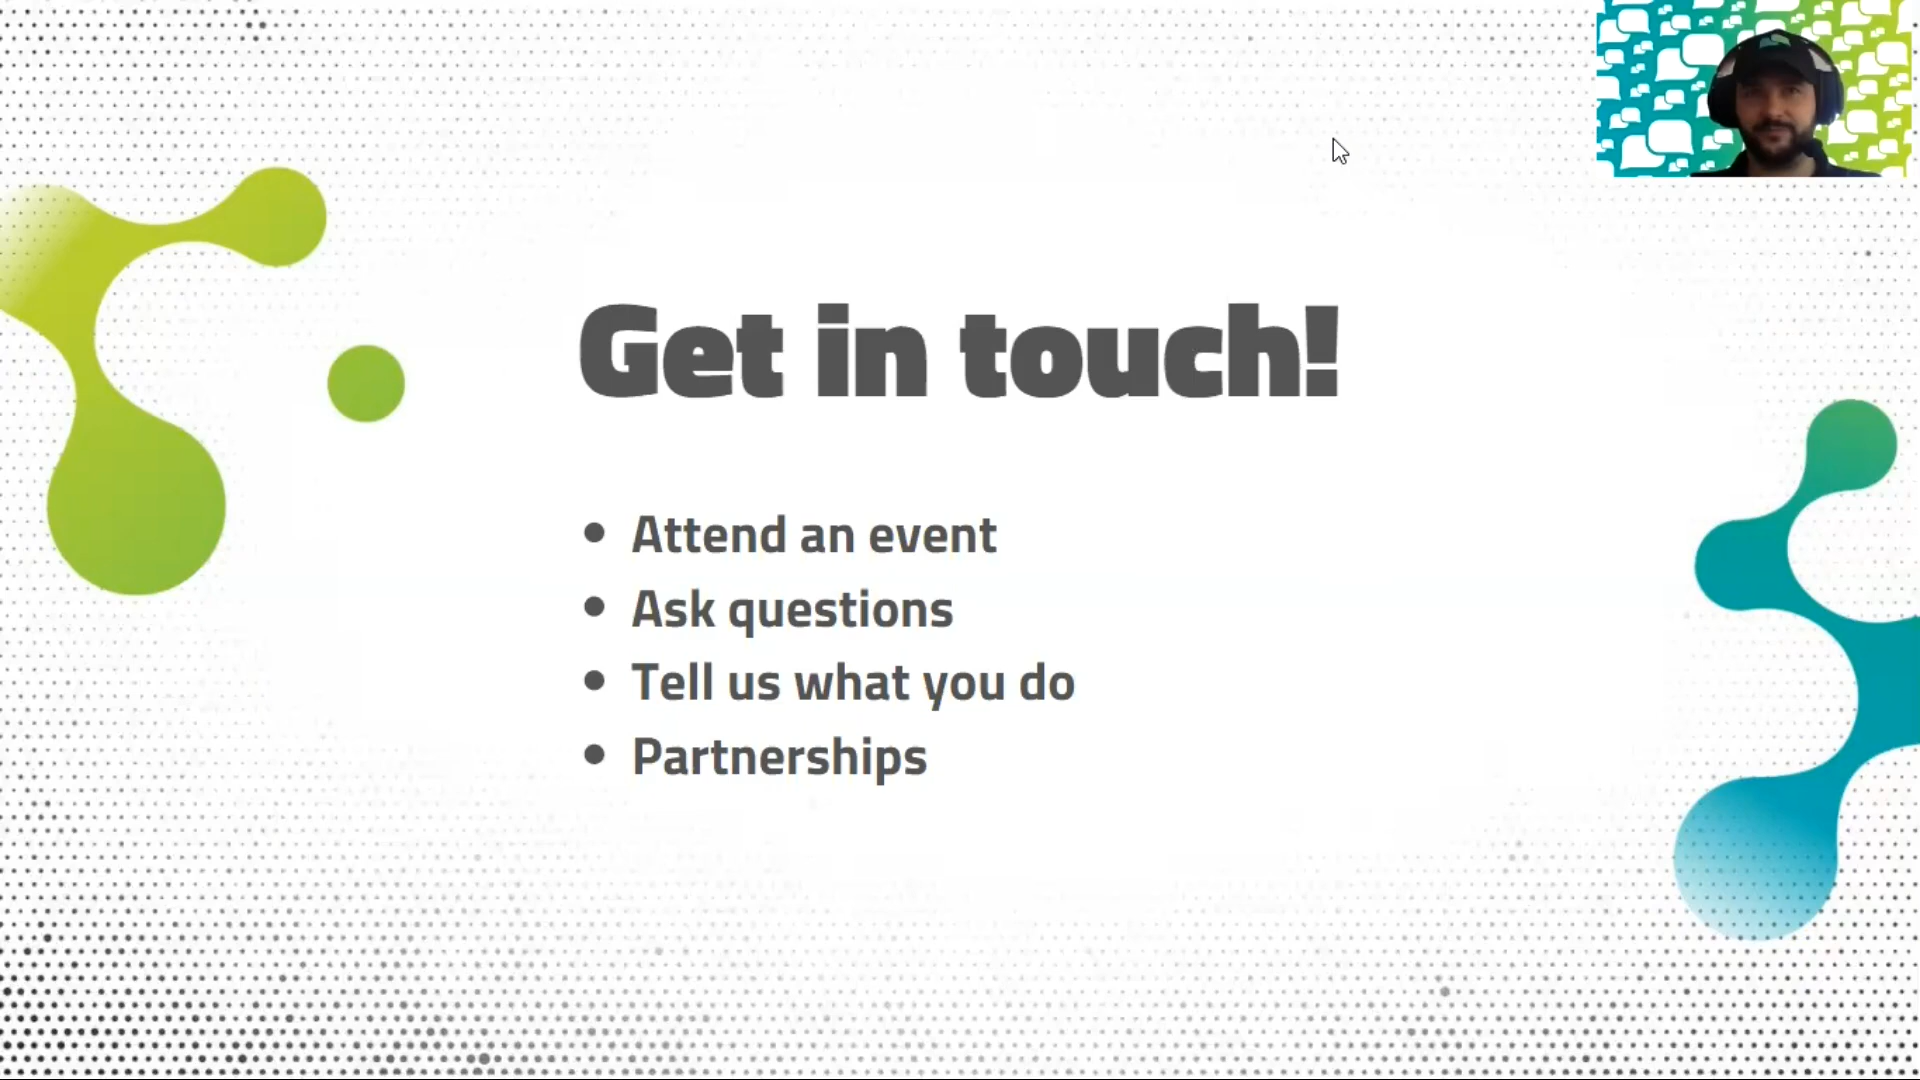 Get in touch!
Attend an event
Ask questions
Tell us what you do
Partnerships